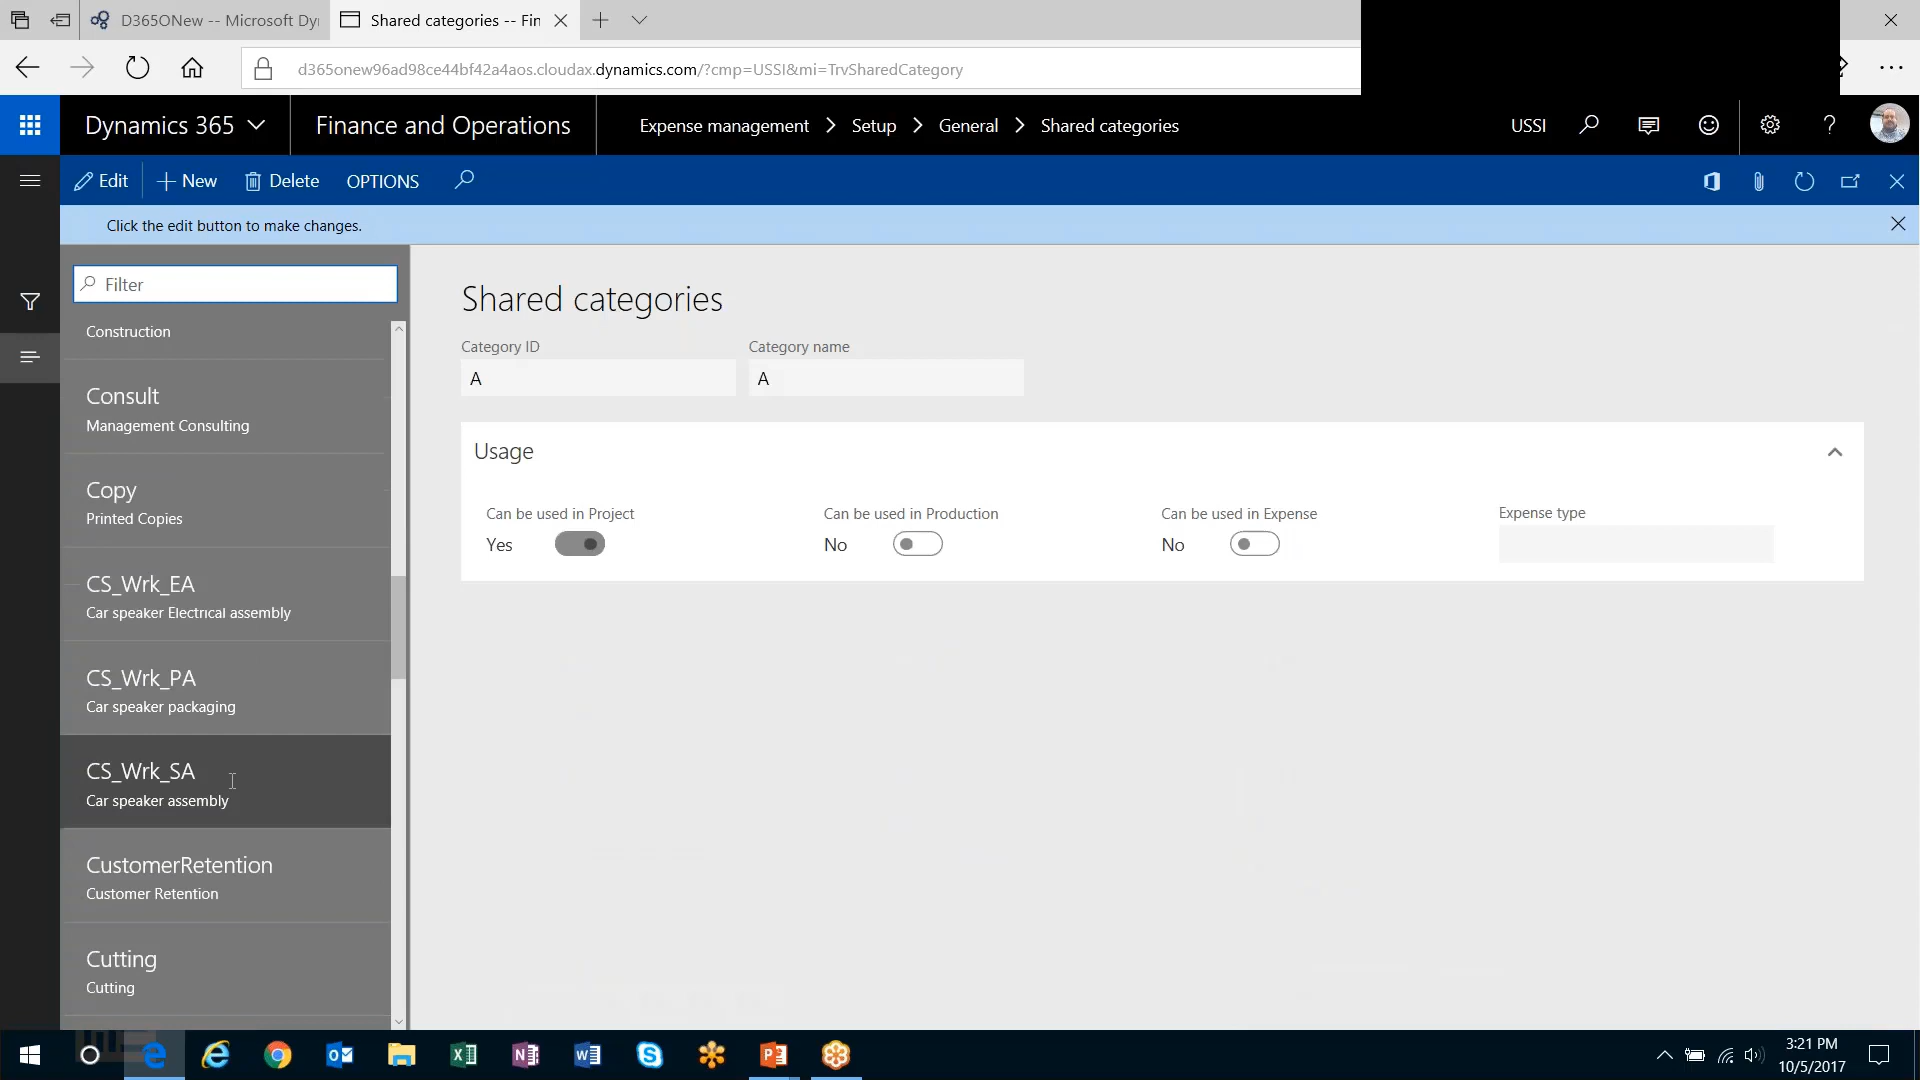 D365ONew -- Microsoft Dy
Shared categories -- Fin
d365onew96ad98ce44bf42a4aos.cloudax.dynamics.com/?cmp=USSI&mi=TrvSharedCategory
Dynamics 365
Finance and Operations
Expense management > Setup > General > Shared categories
USSI
Edit
New
Delete
OPTIONS
Click the edit button to make changes.
Filter
Construction
Consult
Management Consulting
Copy
Printed Copies
CS_Wrk_EA
Car speaker Electrical assembly
CS_Wrk_PA
Car speaker packaging
CS_Wrk_SA
Car speaker assembly
CustomerRetention
Customer Retention
Cutting
Cutting
Shared categories
Category ID
Category name
A
A
Usage
Can be used in Project
Can be used in Production
Can be used in Expense
Expense type
Yes
No
No
3:21 PM
10/5/2017